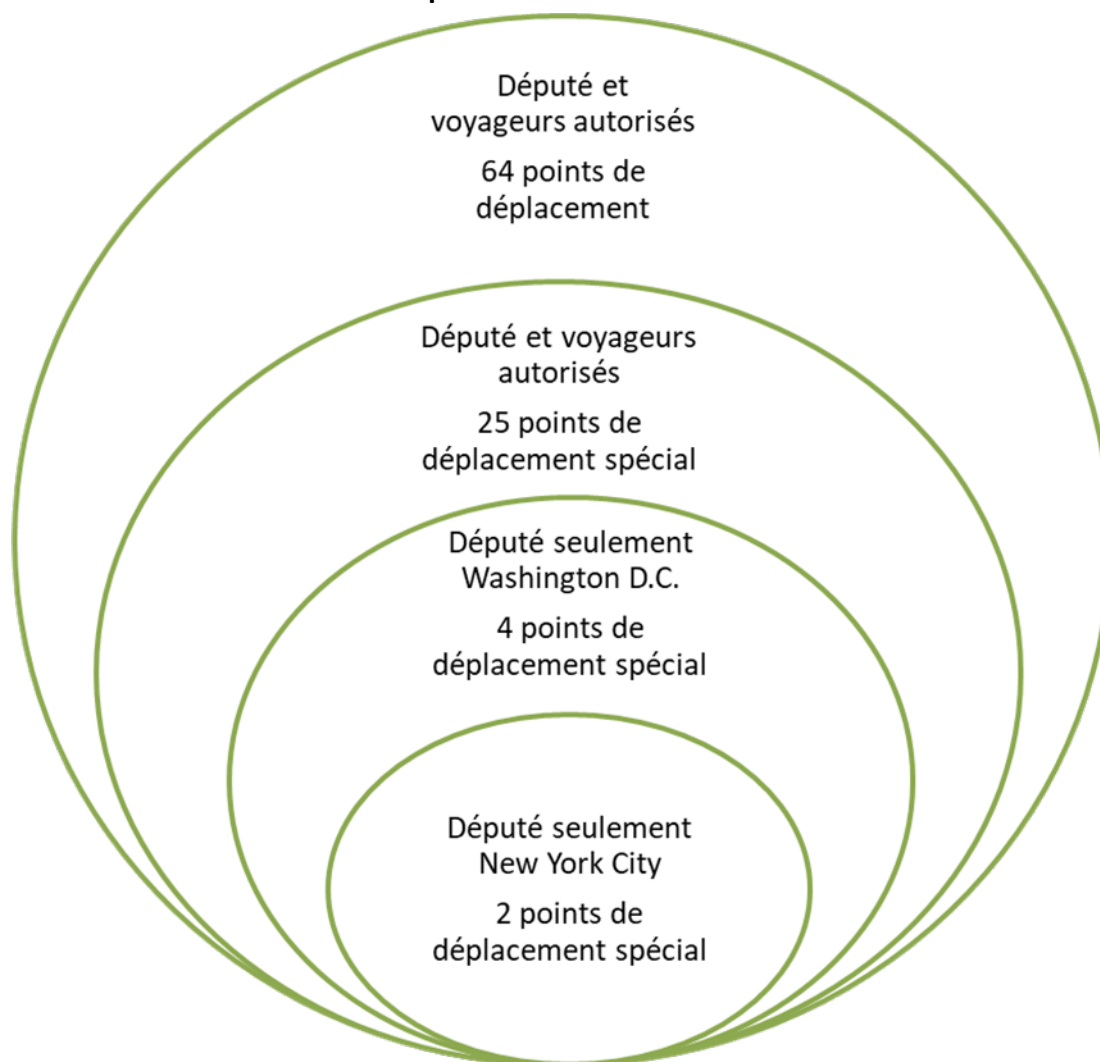 Député et
voyageurs autorisés
64 points de
déplacement
Député et voyageurs
autorisés
25 points de
déplacement spécial
Député seulement
Washington D.C.
4 points de
déplacement spécial
Député seulement
New York City
2 points de
déplacement spécial